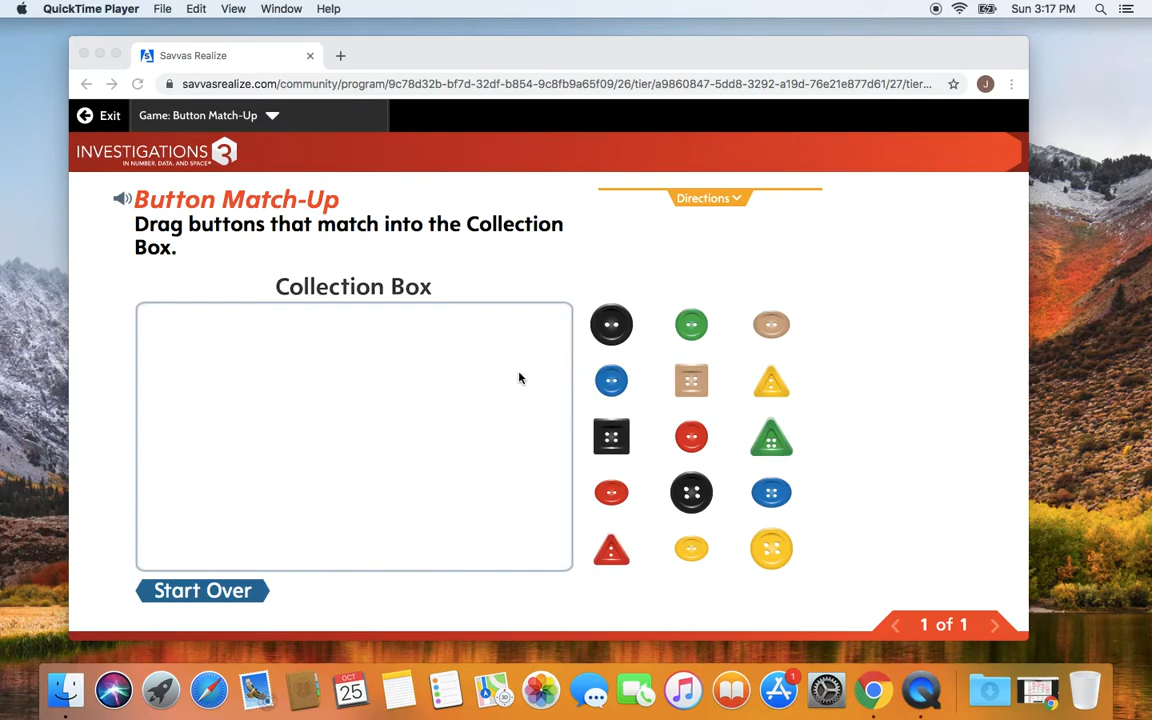 QuickTime Player File Edit View Window Help Sun 3:17 PM
Savvas Realize
savvasrealize.com/community/program/9c78d32b-bf7d-32df-b854-9c8fb9a65f09/26/tier/a9860847-5dd8-3292-a19d-76e21e877d61/27/tier... J
Exit Game: Button Match-Up
INVESTIGATIONS 3
IN NUMBER, DATA, AND SPACE®
Button Match-Up
Directions
Drag buttons that match into the Collection
Box.
Collection Box
Start Over
1 of 1
OCT
25
1